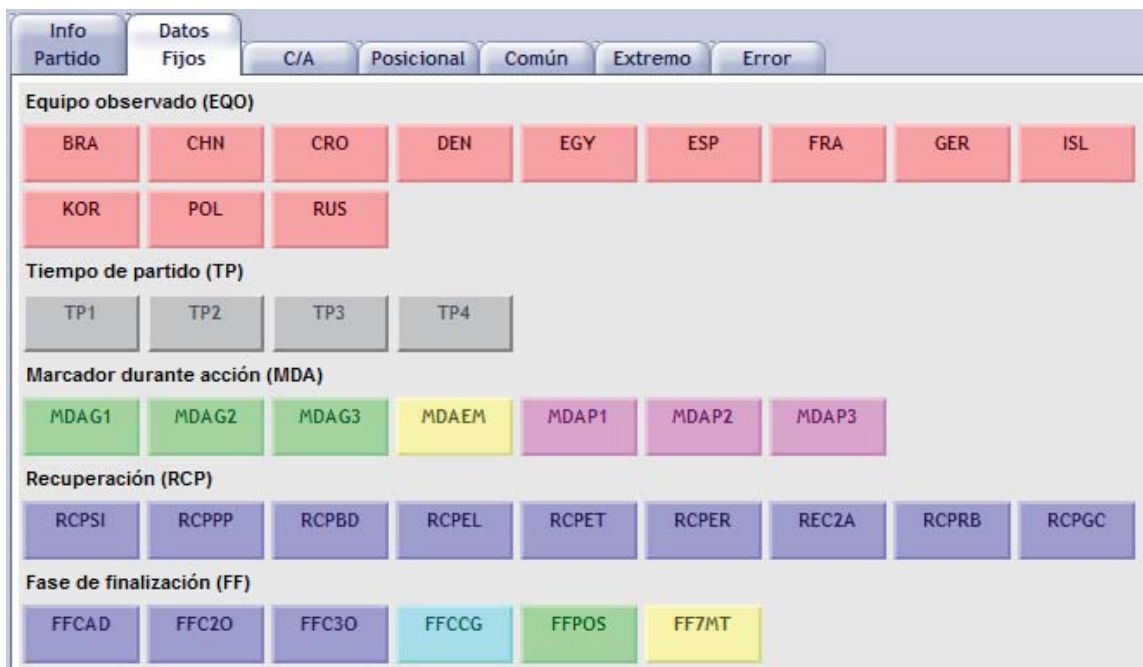 Info Partido
Datos Fijos
C/A Posicional Común Extremo Error
Equipo observado (EQO)
BRA CHN CRO DEN EGY ESP FRA GER ISL
KOR POL RUS
Tiempo de partido (TP)
TP1 TP2 TP3 TP4
Marcador durante acción (MDA)
MDAG1 MDAG2 MDAG3 MDAEM MDAP1 MDAP2 MDAP3
Recuperación (RCP)
RCPSI RCPPP RCPBD RCPEL RCPET RCPER REC2A RCPRB RCPGC
Fase de finalización (FF)
FFCAD FFC2O FFC3O FFCCG FFPOS FF7MT